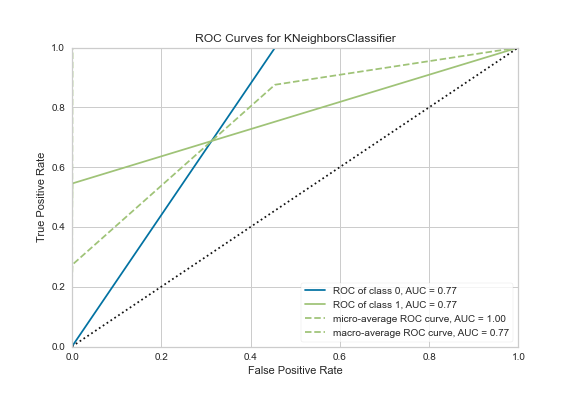 ROC Curves for KNeighborsClassifier
1.0
0.8
0.6
0.4
0.2
0.0
True Positive Rate
0.0 0.2 0.4 0.6 0.8 1.0
False Positive Rate
ROC of class 0, AUC = 0.77
ROC of class 1, AUC = 0.77
micro-average ROC curve, AUC = 1.00
macro-average ROC curve, AUC = 0.77